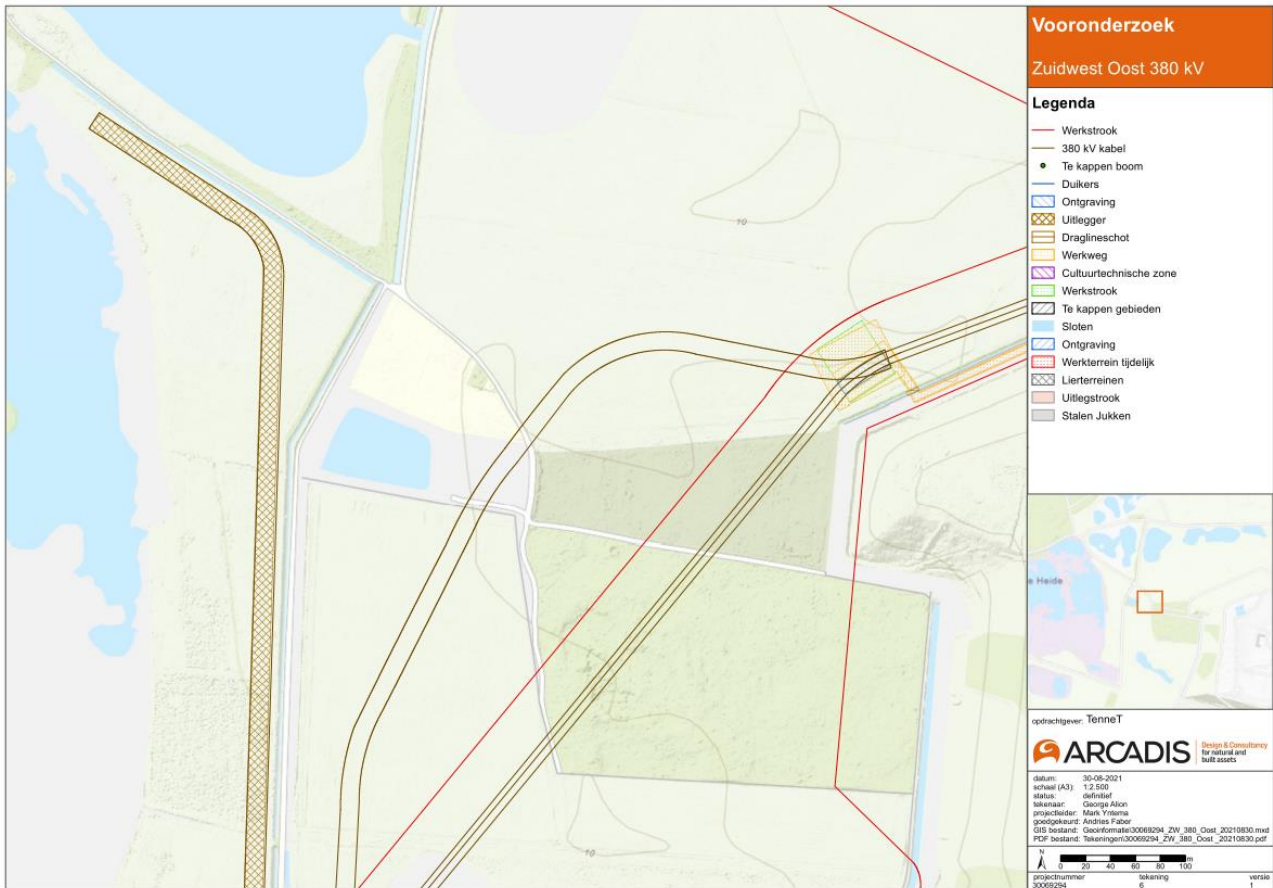 Vooronderzoek
Zuidwest Oost 380 kV
Legenda
Werkstrook
380 kV kabel
Te kappen boom
Duikers
Ontgraving
Uitlegger
Draglineschot
Werkweg
Cultuurtechnische zone
Werkstrook
Te kappen gebieden
Sloten
Ontgraving
Werkterrein tijdelijk
Lierterreinen
Uitlegstrook
Stalen Jukken
10
10
e Heide
opdrachtgever: TenneT
ARCADIS
Design & Consultancy
for natural and
built assets
datum: 30-08-2021
schaal (A3): 1:2.500
status: definitief
tekenaar: George Alion
projectleider: Mark Yntema
goedgekeurd: Andries Faber
GIS bestand: Geoinformatie\30069294_ZW_380_Oost_20210830.mxd
PDF bestand: Tekeningen\30069294_ZW_380_Oost_20210830.pdf
N
m
0 20 40 60 80 100
projectnummer tekening versie
30069294 6 1